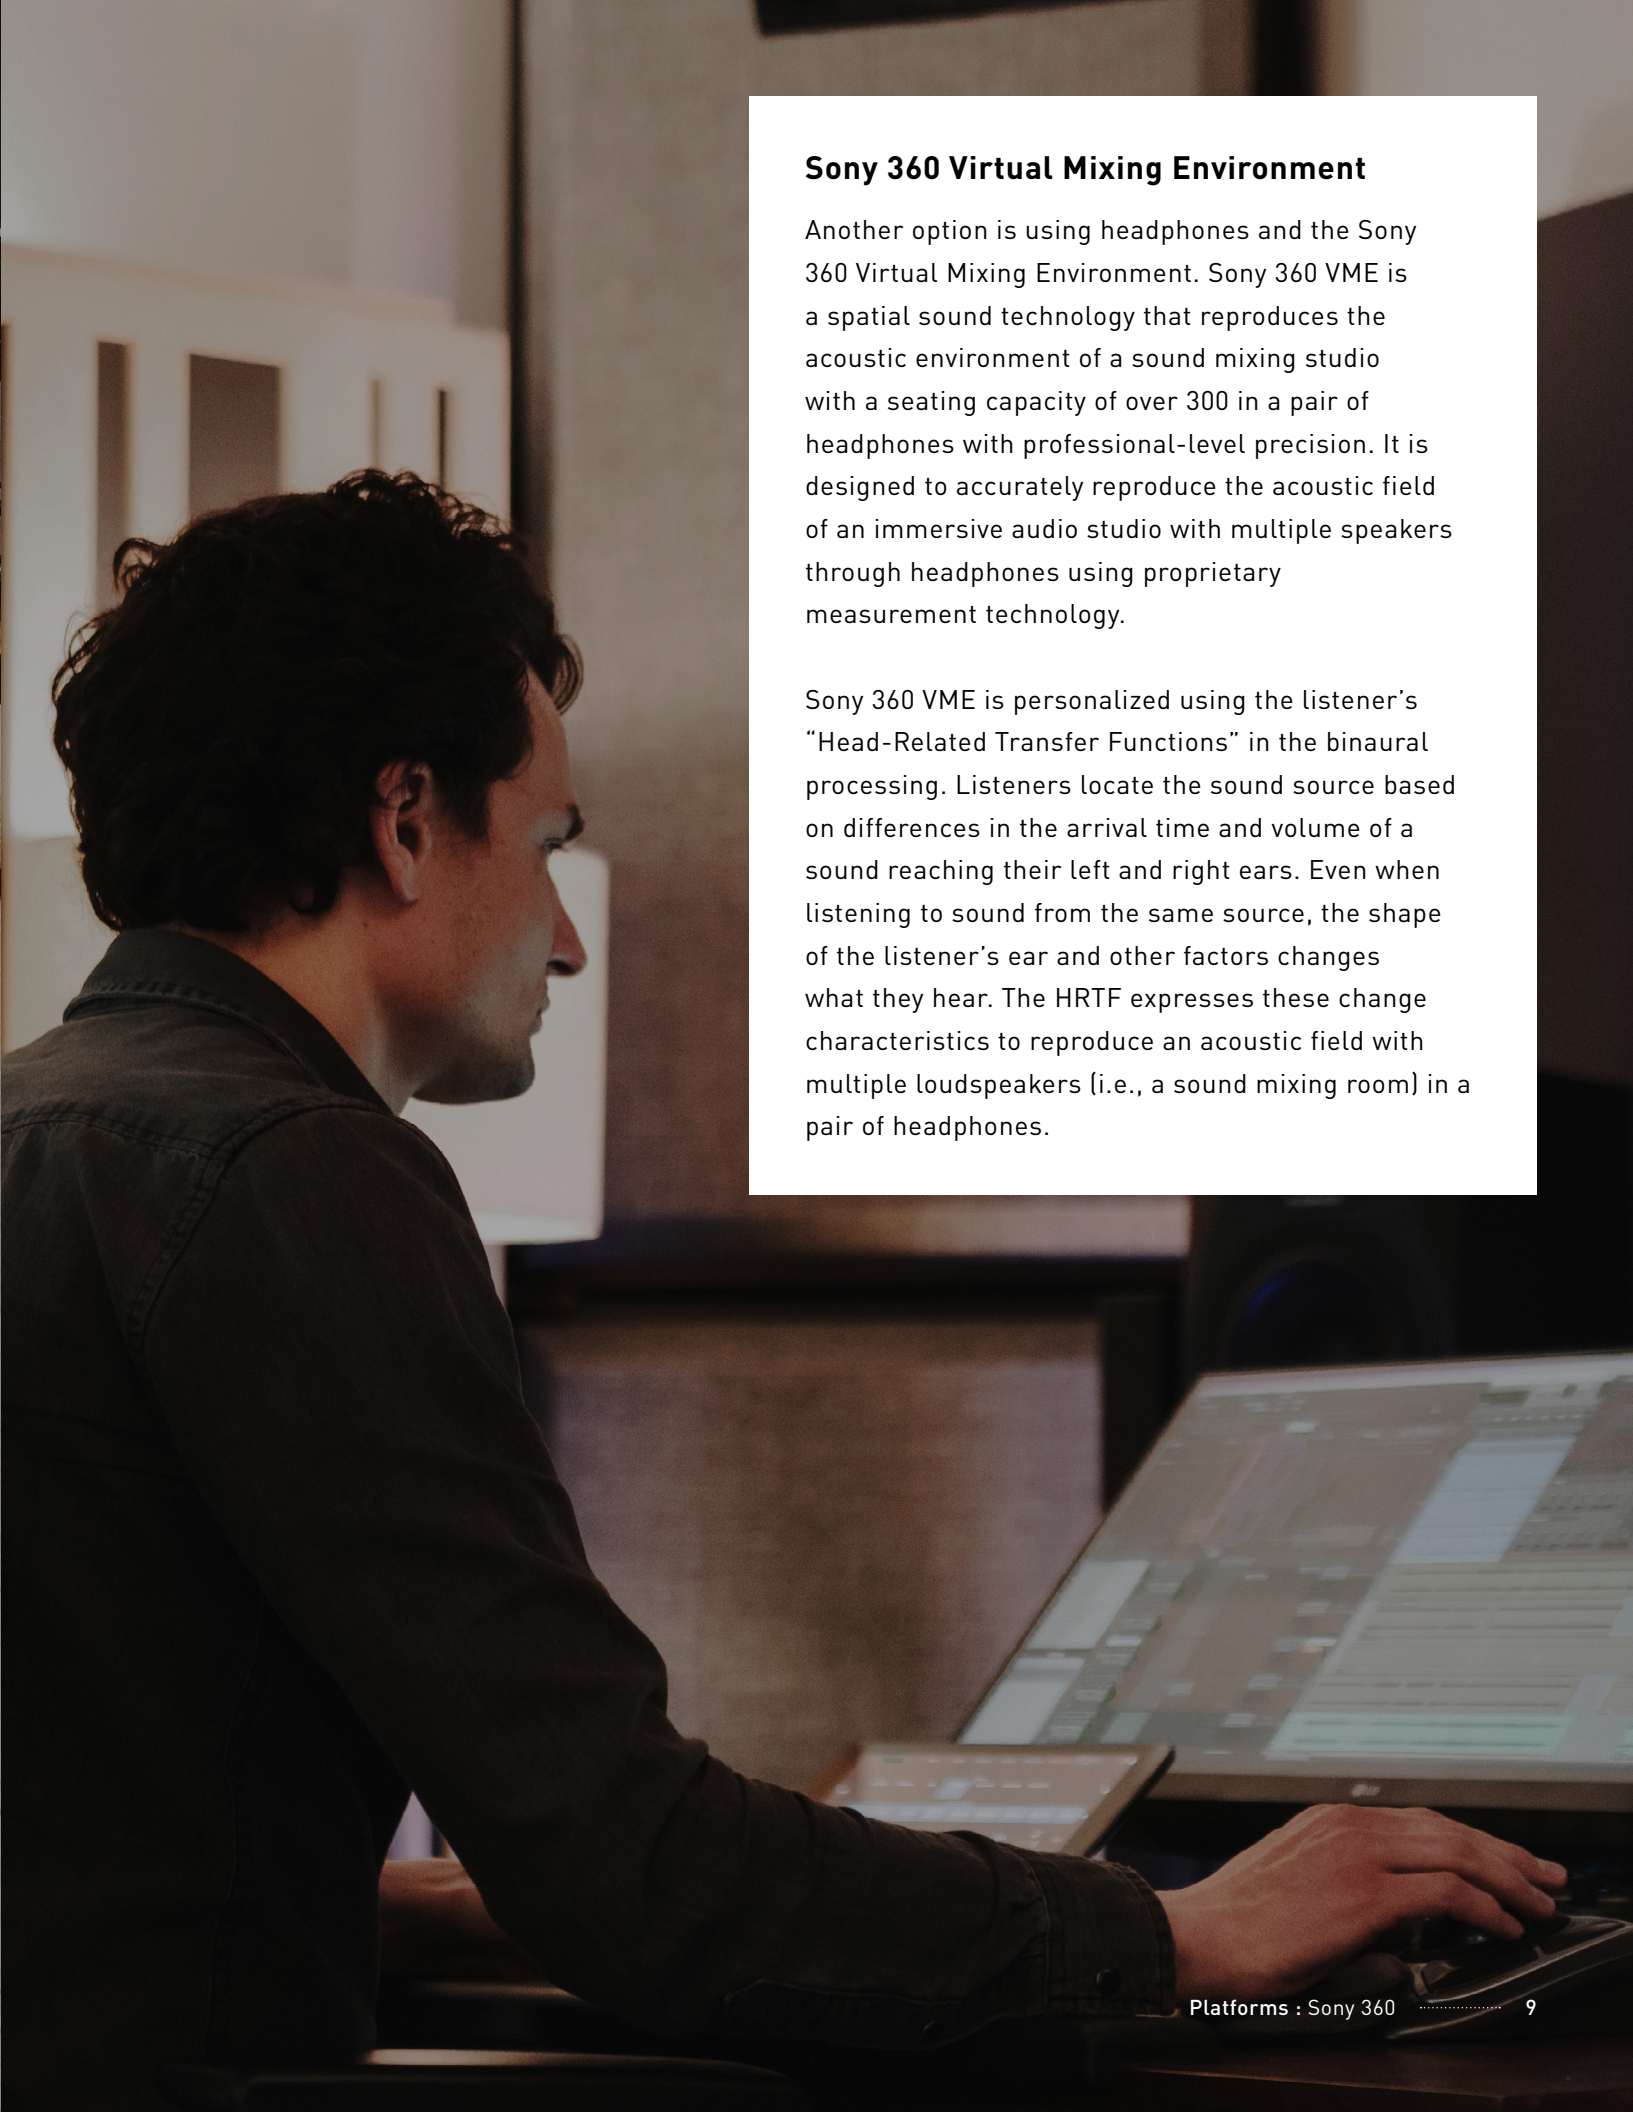 Sony 360 Virtual Mixing Environment
Another option is using headphones and the Sony
360 Virtual Mixing Environment. Sony 360 VME is
a spatial sound technology that reproduces the
acoustic environment of a sound mixing studio
with a seating capacity of over 300 in a pair of
headphones with professional-level precision. It is
designed to accurately reproduce the acoustic field
of an immersive audio studio with multiple speakers
through headphones using proprietary
measurement technology.
Sony 360 VME is personalized using the listener’s
“Head-Related Transfer Functions” in the binaural
processing. Listeners locate the sound source based
on differences in the arrival time and volume of a
sound reaching their left and right ears. Even when
listening to sound from the same source, the shape
of the listener’s ear and other factors changes
what they hear. The HRTF expresses these change
characteristics to reproduce an acoustic field with
multiple loudspeakers (i.e., a sound mixing room) in a
pair of headphones.
Platforms : Sony 360 9